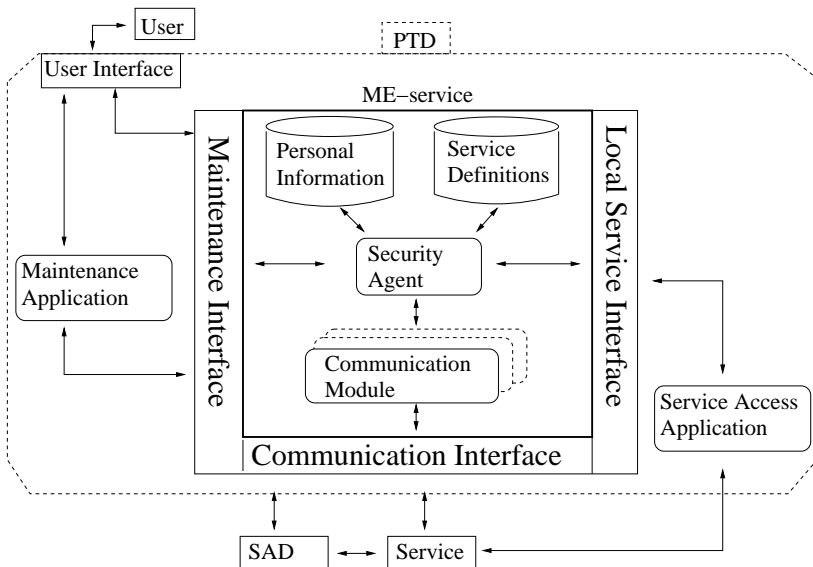 User
PTD
User Interface
ME−service
Maintenance Interface
Personal
Information
Service
Definitions
Local Service Interface
Security
Agent
Maintenance
Application
Communication
Module
Service Access
Application
Communication Interface
SAD
Service